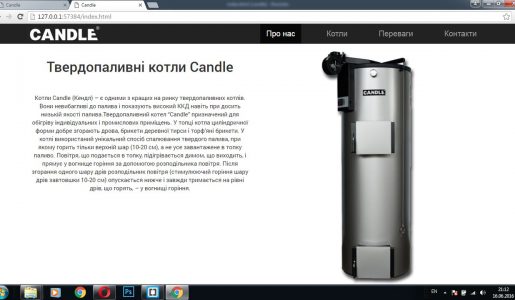 Candle
Candle
127.0.0.1:57384/index.html
CANDLE
Про нас
Котли
Переваги
Контакти
Твердопаливні котли Candle
Котли Candle (Кендл) – є одними з кращих на ринку твердопаливних котлів.
Вони невибагливі до палива і показують високий ККД навіть при досить
низькій якості палива.Твердопаливний котел "Candle" призначений для
обігріву індивідуальних і промислових приміщень. У топці котла циліндричної
форми добре згорають дрова, брикети деревної тирси і торф'яні брикети. У
котлі використаний унікальний спосіб спалювання твердого палива, при
якому горить тільки верхній шар (10-20 см), а не усе завантажене в топку
паливо. Повітря, що подається в топку, підігрівається димом, що виходить, і
прямує у вогнище горіння за допомогою розподільника повітря. Після
згорання одного шару дрів розподільник повітря (стимулюючий горіння шару
дрів завтовшки 10-20 см) опускається нижче і завжди тримається на рівні
дрів, що горять, – у вогнищі горіння.
CANDLE
Ps
EN
21:12
16.06.2016